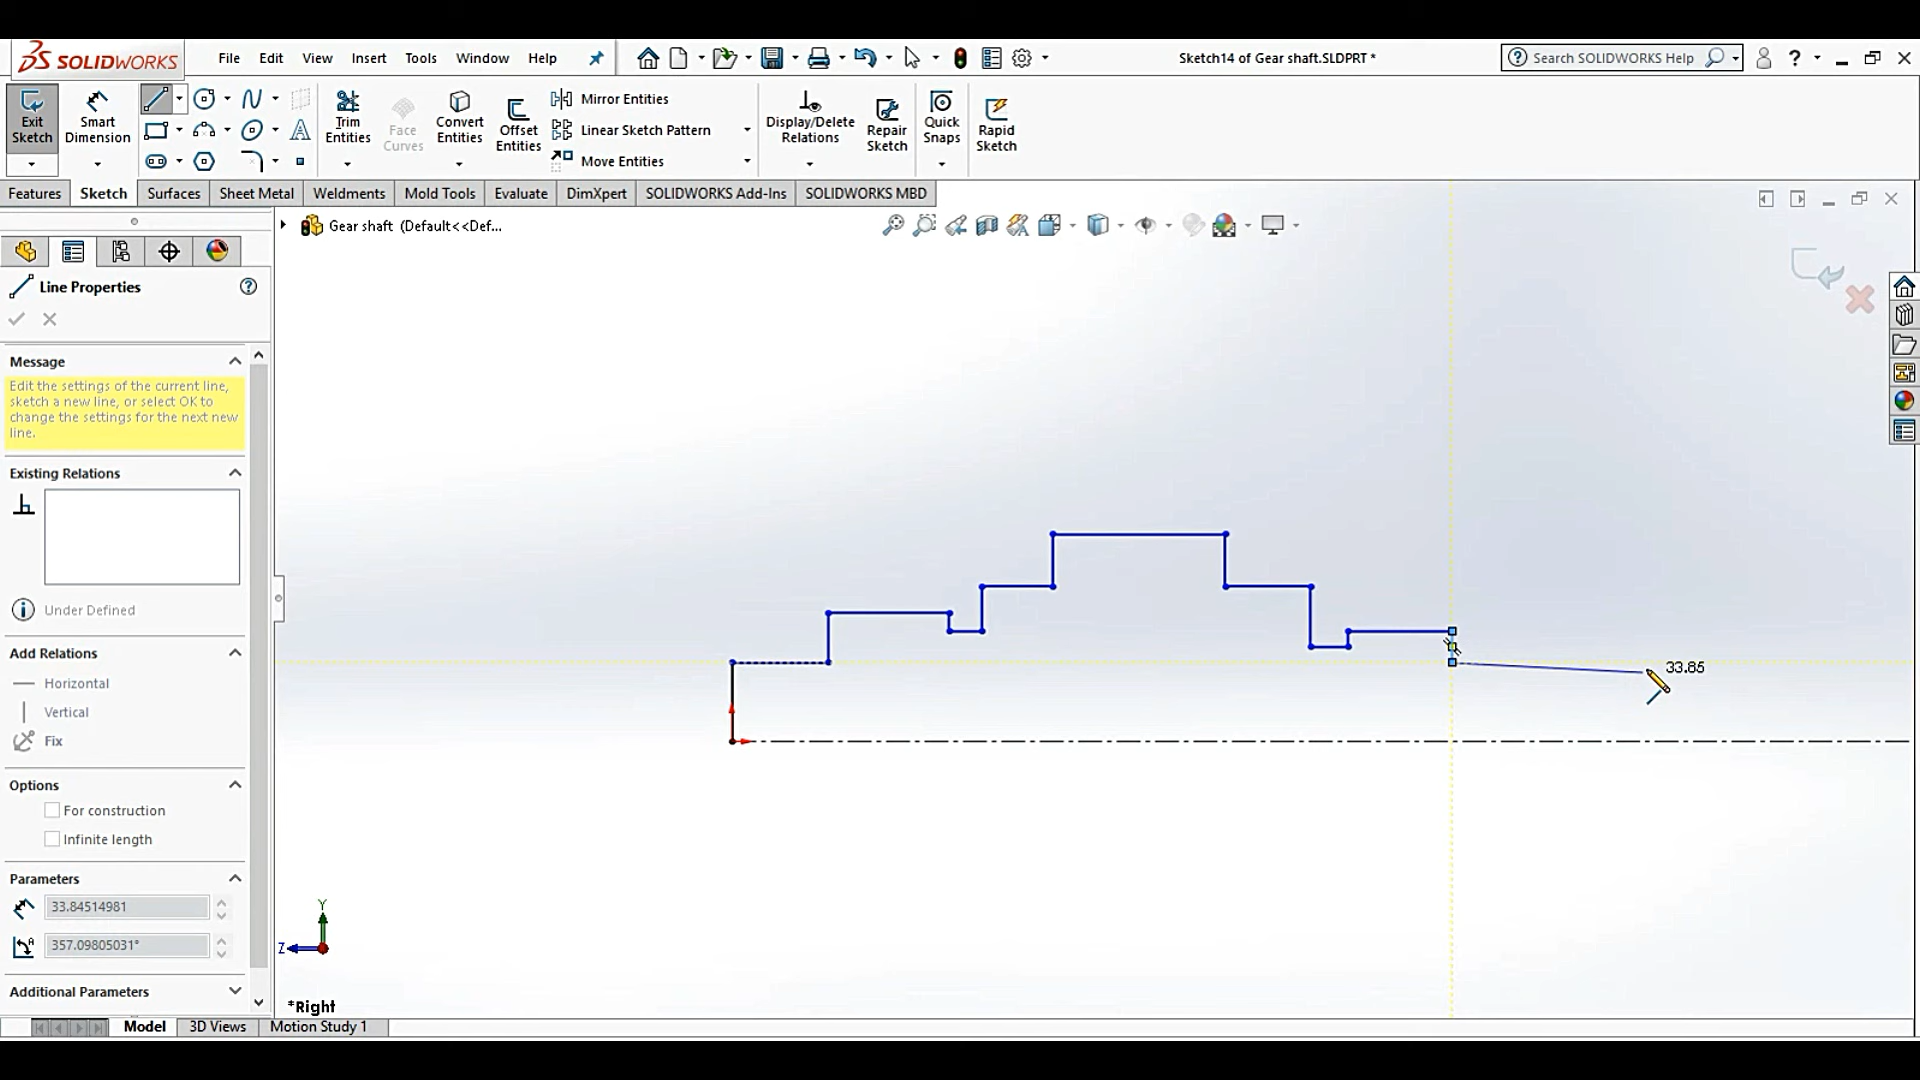 SOLIDWORKS File Edit View Insert Tools Window Help Sketch14 of Gear shaft.SLDPRT * Search SOLIDWORKS Help ?
Exit Sketch
Smart Dimension
Trim Entities
Face Curves
Convert Entities
Offset Entities
Mirror Entities
Linear Sketch Pattern
Move Entities
Display/Delete Relations
Repair Sketch
Quick Snaps
Rapid Sketch
Features Sketch Surfaces Sheet Metal Weldments Mold Tools Evaluate DimXpert SOLIDWORKS Add-Ins SOLIDWORKS MBD
Gear shaft (Default<<Def...
Line Properties
Message
Edit the settings of the current line,
sketch a new line, or select OK to
change the settings for the next new
line.
Existing Relations
Under Defined
Add Relations
Horizontal
Vertical
Fix
Options
For construction
Infinite length
Parameters
33.84514981
357.09805031°
Additional Parameters
33.85
Y
Z
*Right
Model 3D Views Motion Study 1